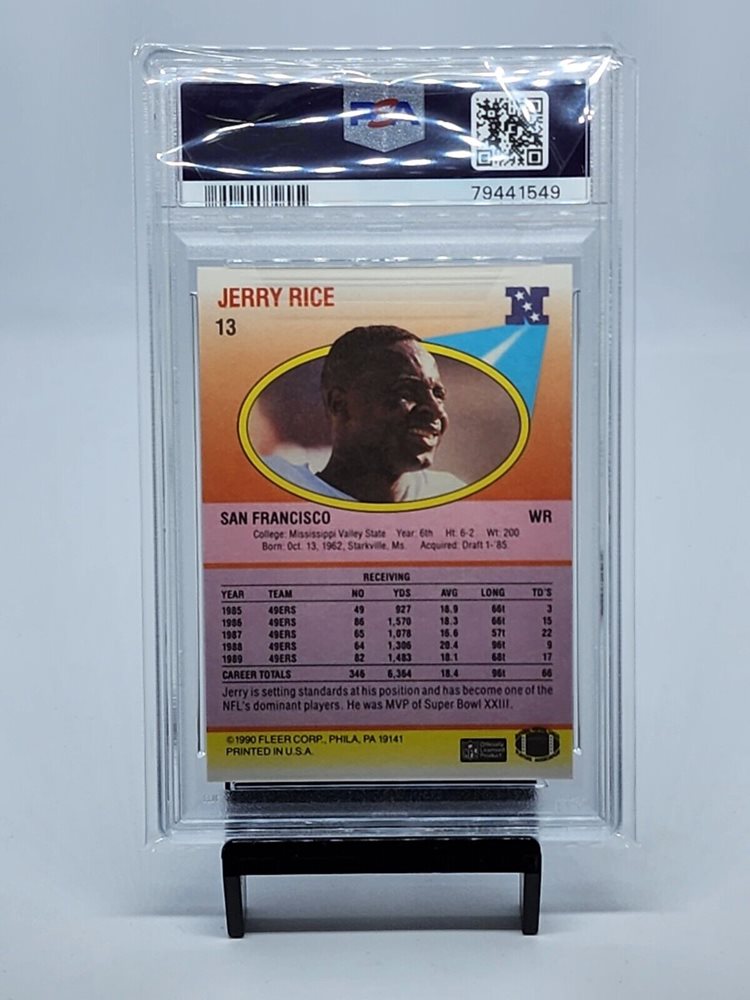 PSA
79441549
JERRY RICE
N
13
SAN FRANCISCO WR
College: Mississippi Valley State Year: 6th Ht: 6-2 Wt: 200
Born: Oct. 13, 1962, Starkville, Ms. Acquired: Draft 1-'85
RECEIVING
YEAR TEAM NO YDS AVG LONG TD'S
1985 49ERS 49 927 18.9 66t 3
1986 49ERS 86 1,570 18.3 66t 15
1987 49ERS 65 1,078 16.6 57t 22
1988 49ERS 64 1,306 20.4 96t 9
1989 49ERS 82 1,483 18.1 68t 17
CAREER TOTALS 346 6,364 18.4 96t 66
Jerry is setting standards at his position and has become one of the
NFL's dominant players. He was MVP of Super Bowl XXIII.
©1990 FLEER CORP., PHILA, PA 19141
PRINTED IN U.S.A.
Officially
Licensed
Product